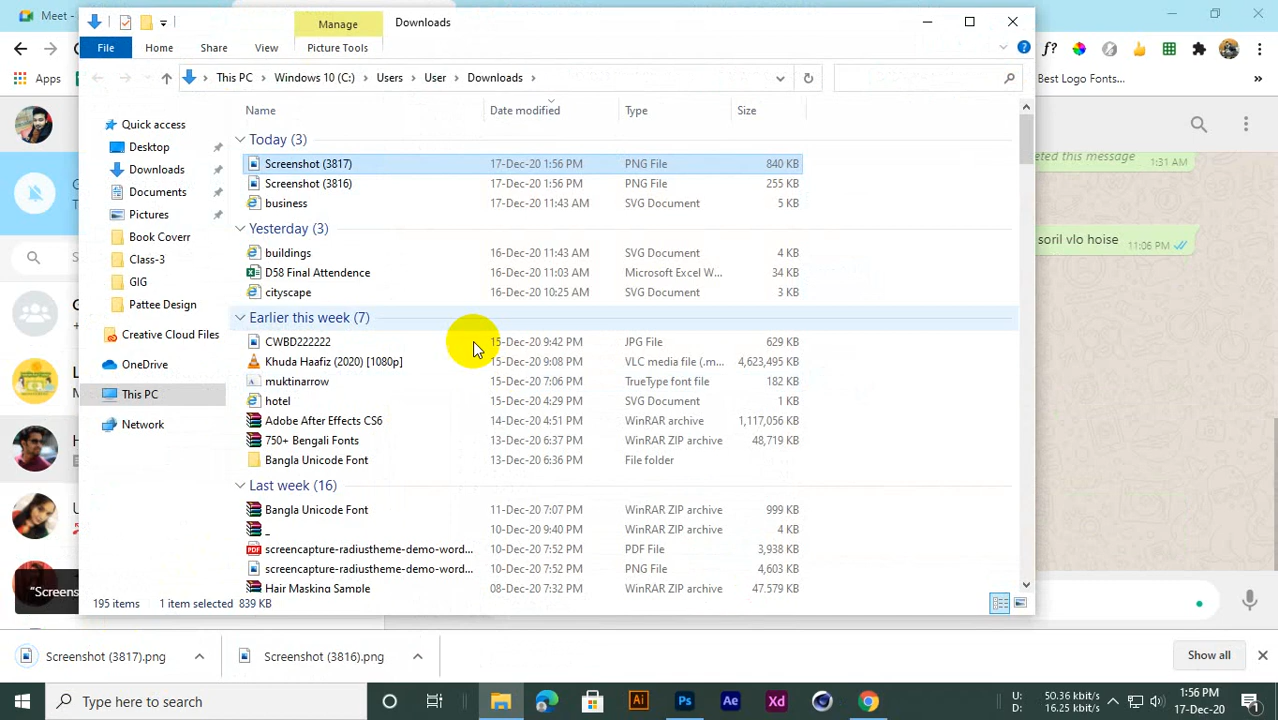 Meet -
Manage
Downloads
File
Home
Share
View
Picture Tools
This PC
Windows 10 (C:)
Users
User
Downloads
Apps
Best Logo Fonts...
Name
Date modified
Type
Size
Quick access
Desktop
Downloads
Documents
Pictures
Book Coverr
Class-3
GIG
Pattee Design
Creative Cloud Files
OneDrive
This PC
Network
Today (3)
Screenshot (3817) 17-Dec-20 1:56 PM PNG File 840 KB
Screenshot (3816) 17-Dec-20 1:56 PM PNG File 255 KB
business 17-Dec-20 11:43 AM SVG Document 5 KB
Yesterday (3)
buildings 16-Dec-20 11:43 AM SVG Document 4 KB
D58 Final Attendence 16-Dec-20 11:03 AM Microsoft Excel W... 34 KB
cityscape 16-Dec-20 10:25 AM SVG Document 3 KB
Earlier this week (7)
CWBD222222 15-Dec-20 9:42 PM JPG File 629 KB
Khuda Haafiz (2020) [1080p] 15-Dec-20 9:08 PM VLC media file (.m... 4,623,495 KB
muktinarrow 15-Dec-20 7:06 PM TrueType font file 182 KB
hotel 15-Dec-20 4:29 PM SVG Document 1 KB
Adobe After Effects CS6 14-Dec-20 4:51 PM WinRAR archive 1,117,056 KB
750+ Bengali Fonts 13-Dec-20 6:37 PM WinRAR ZIP archive 48,719 KB
Bangla Unicode Font 13-Dec-20 6:36 PM File folder
Last week (16)
Bangla Unicode Font 11-Dec-20 7:07 PM WinRAR ZIP archive 999 KB
_ 10-Dec-20 9:40 PM WinRAR ZIP archive 4 KB
screencapture-radiustheme-demo-word... 10-Dec-20 7:52 PM PDF File 3,938 KB
screencapture-radiustheme-demo-word... 10-Dec-20 7:52 PM PNG File 4,603 KB
Hair Masking Sample 08-Dec-20 7:32 PM WinRAR ZIP archive 47,579 KB
195 items 1 item selected 839 KB
eted this message 1:31 AM
soril vlo hoise 11:06 PM
"Screens
Screenshot (3817).png
Screenshot (3816).png
Show all
Type here to search
Ai
Ps
Ae
Xd
U: 50.36 kbit/s
D: 16.25 kbit/s
1:56 PM
17-Dec-20
1